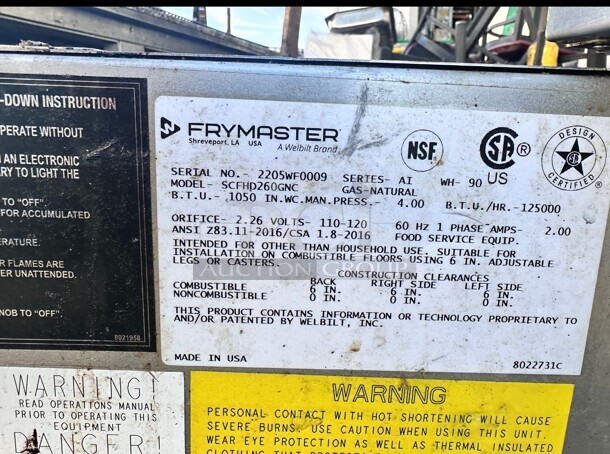 -DOWN INSTRUCTION
PERATE WITHOUT
AN ELECTRONIC
RY TO LIGHT THE
TO "OFF".
FOR ACCUMULATED
ERATURE.
R FLAMES ARE
ER UNATTENDED.
NOB TO "OFF".
8021958
FRYMASTER
Shreveport, LA USA A Welbilt Brand
NSF
SA ® US
DESIGN CERTIFIED ®
SERIAL NO.- 2205WF0009 SERIES- AI WH- 90
MODEL- SCFHD260GNC GAS-NATURAL
B.T.U.- 1050 IN.WC.MAN.PRESS- 4.00 B.T.U./HR.-125000
ORIFICE- 2.26 VOLTS- 110-120 60 Hz 1 PHASE AMPS- 2.00
ANSI Z83.11-2016/CSA 1.8-2016 FOOD SERVICE EQUIP.
INTENDED FOR OTHER THAN HOUSEHOLD USE. SUITABLE FOR
INSTALLATION ON COMBUSTIBLE FLOORS USING 6 IN. ADJUSTABLE
LEGS OR CASTERS.
CONSTRUCTION CLEARANCES
BACK RIGHT SIDE LEFT SIDE
COMBUSTIBLE 6 IN. 6 IN. 6 IN.
NONCOMBUSTIBLE 0 IN. 0 IN. 0 IN.
THIS PRODUCT CONTAINS INFORMATION OR TECHNOLOGY PROPRIETARY TO
AND/OR PATENTED BY WELBILT, INC.
MADE IN USA 8022731C
WARNING!
READ OPERATIONS MANUAL
PRIOR TO OPERATING THIS
EQUIPMENT
DANGER!
WARNING
PERSONAL CONTACT WITH HOT SHORTENING WILL CAUSE
SEVERE BURNS. USE CAUTION WHEN USING THIS UNIT.
WEAR EYE PROTECTION AS WELL AS THERMAL INSULATED